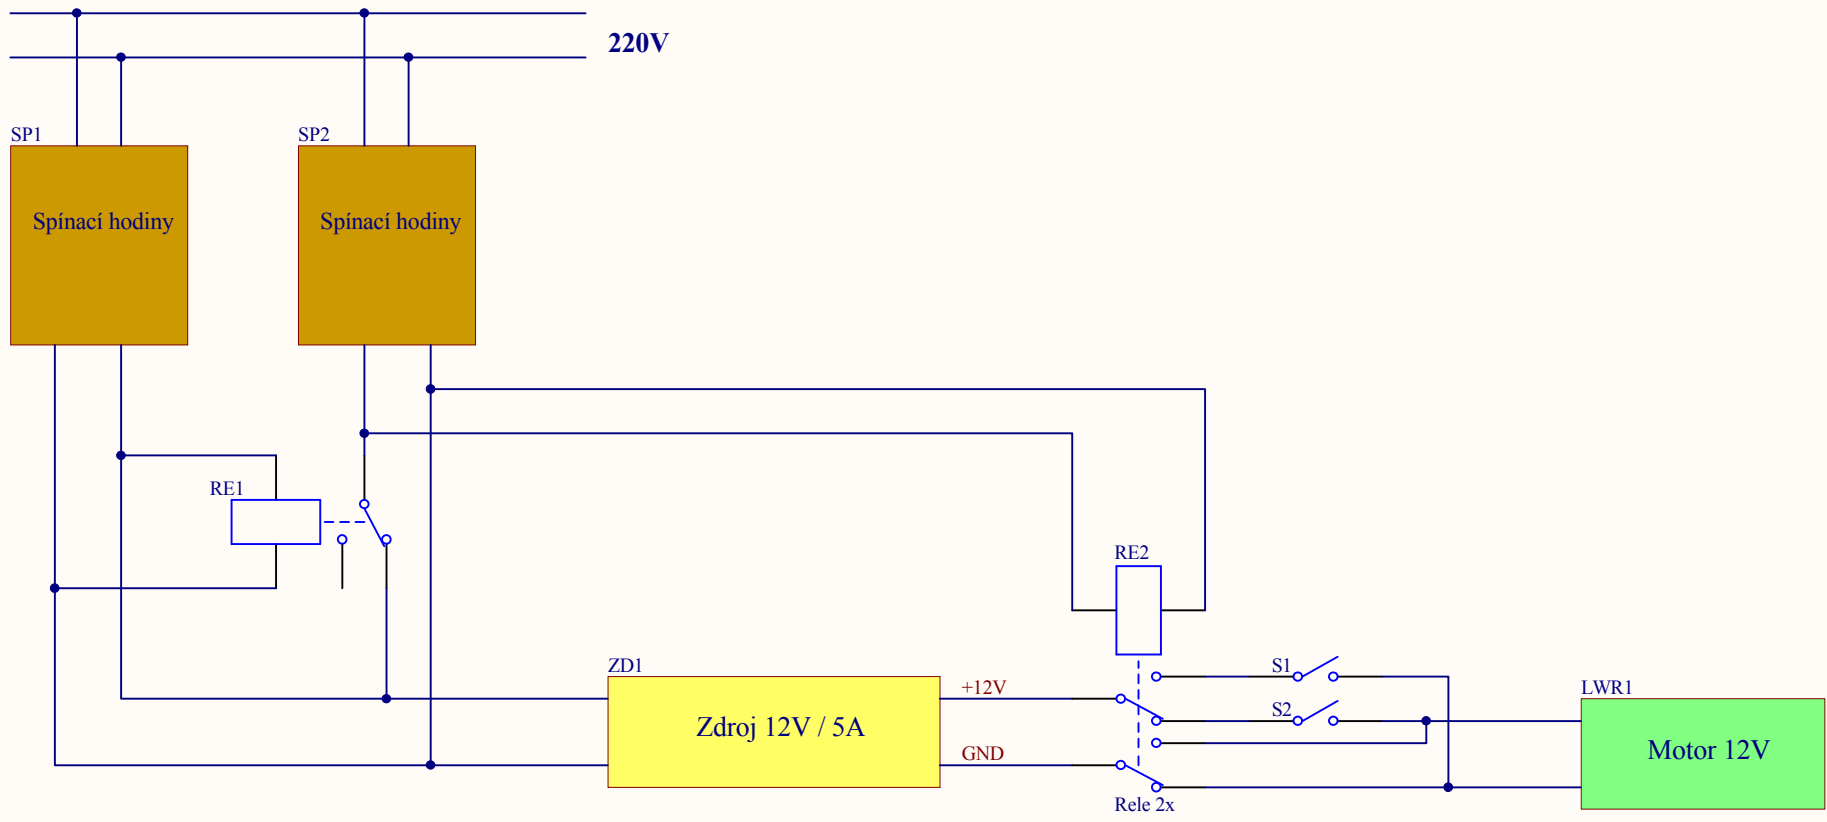 220V
SP1
SP2
Spínací hodiny
Spínací hodiny
RE1
RE2
ZD1
+12V
S1
LWR1
S2
Zdroj 12V / 5A
Motor 12V
GND
Rele 2x